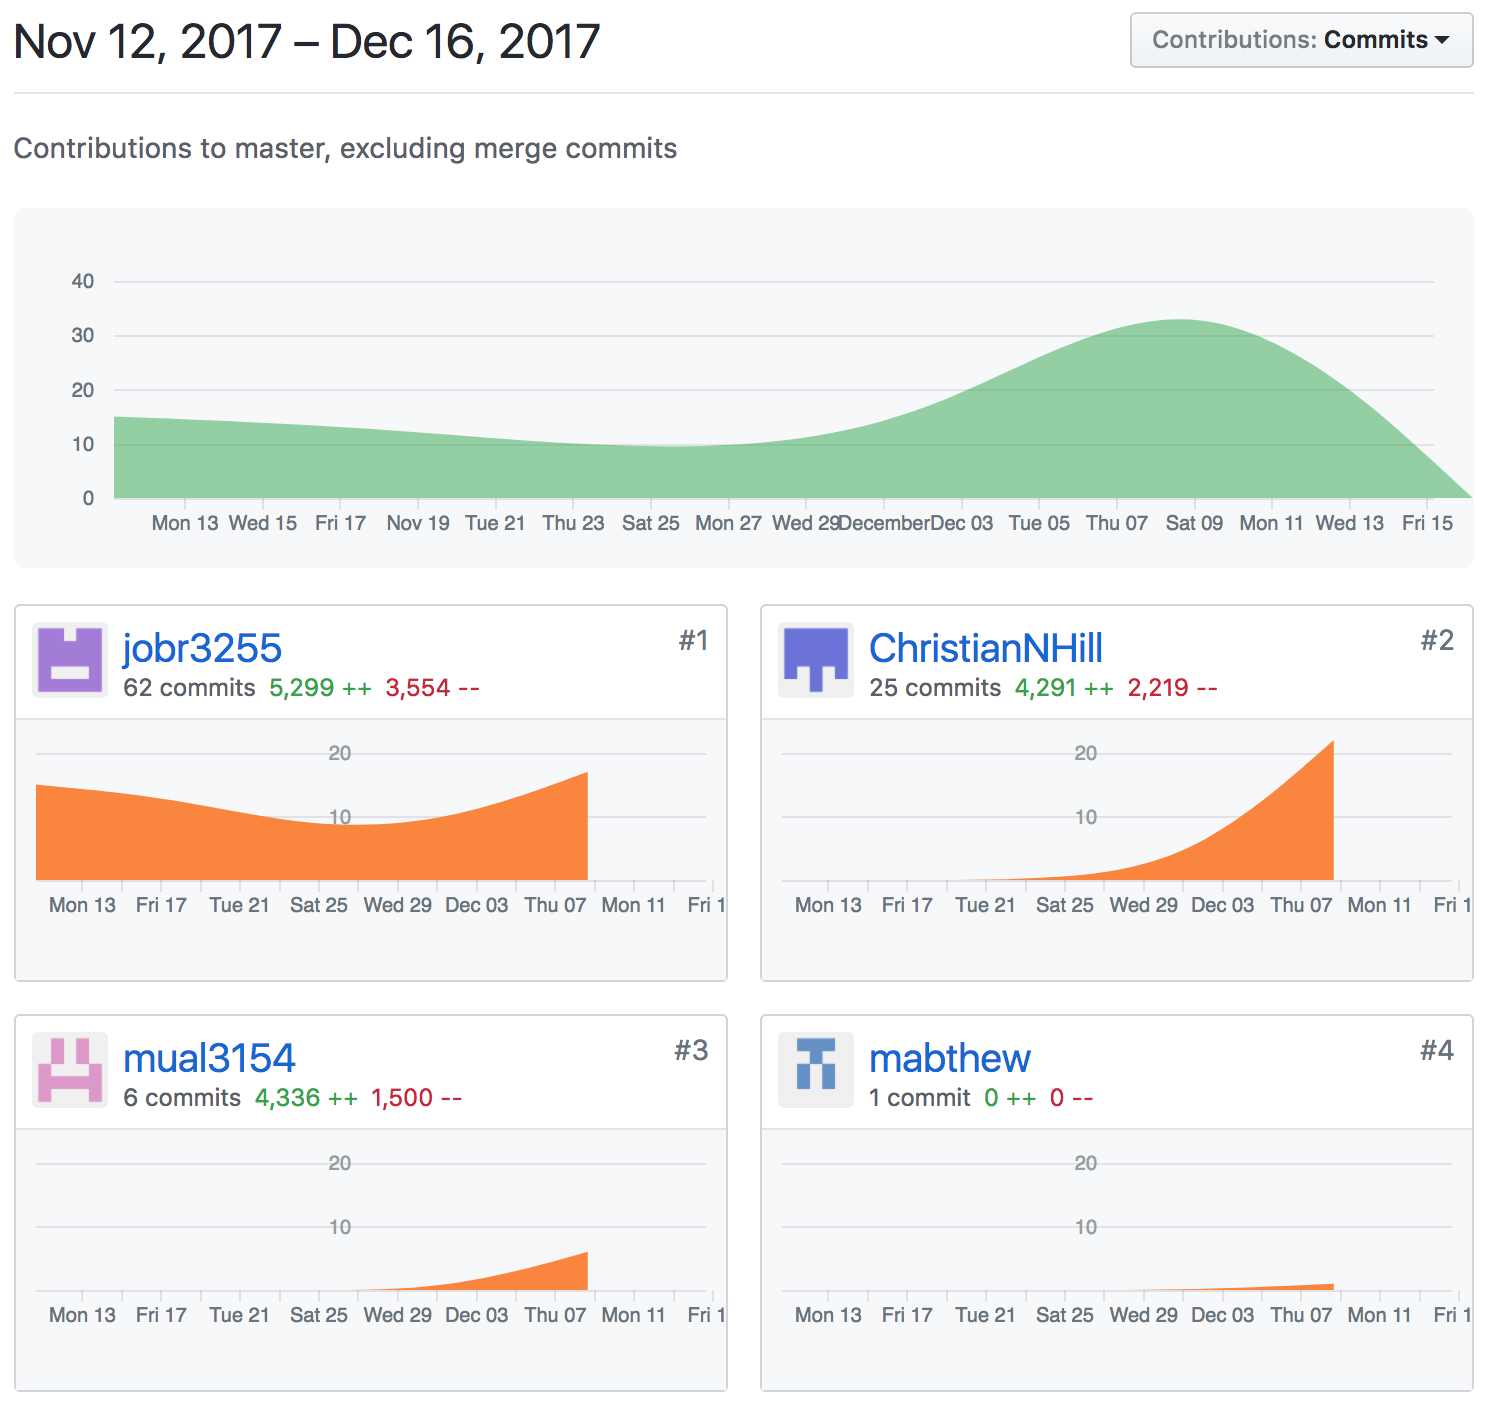 Nov 12, 2017 – Dec 16, 2017
Contributions: Commits
Contributions to master, excluding merge commits
40
30
20
10
0
Mon 13 Wed 15 Fri 17 Nov 19 Tue 21 Thu 23 Sat 25 Mon 27 Wed 29 December Dec 03 Tue 05 Thu 07 Sat 09 Mon 11 Wed 13 Fri 15
jobr3255 #1
62 commits 5,299 ++ 3,554 --
20
10
Mon 13 Fri 17 Tue 21 Sat 25 Wed 29 Dec 03 Thu 07 Mon 11 Fri 1
ChristianNHill #2
25 commits 4,291 ++ 2,219 --
20
10
Mon 13 Fri 17 Tue 21 Sat 25 Wed 29 Dec 03 Thu 07 Mon 11 Fri 1
mual3154 #3
6 commits 4,336 ++ 1,500 --
20
10
Mon 13 Fri 17 Tue 21 Sat 25 Wed 29 Dec 03 Thu 07 Mon 11 Fri 1
mabthew #4
1 commit 0 ++ 0 --
20
10
Mon 13 Fri 17 Tue 21 Sat 25 Wed 29 Dec 03 Thu 07 Mon 11 Fri 1